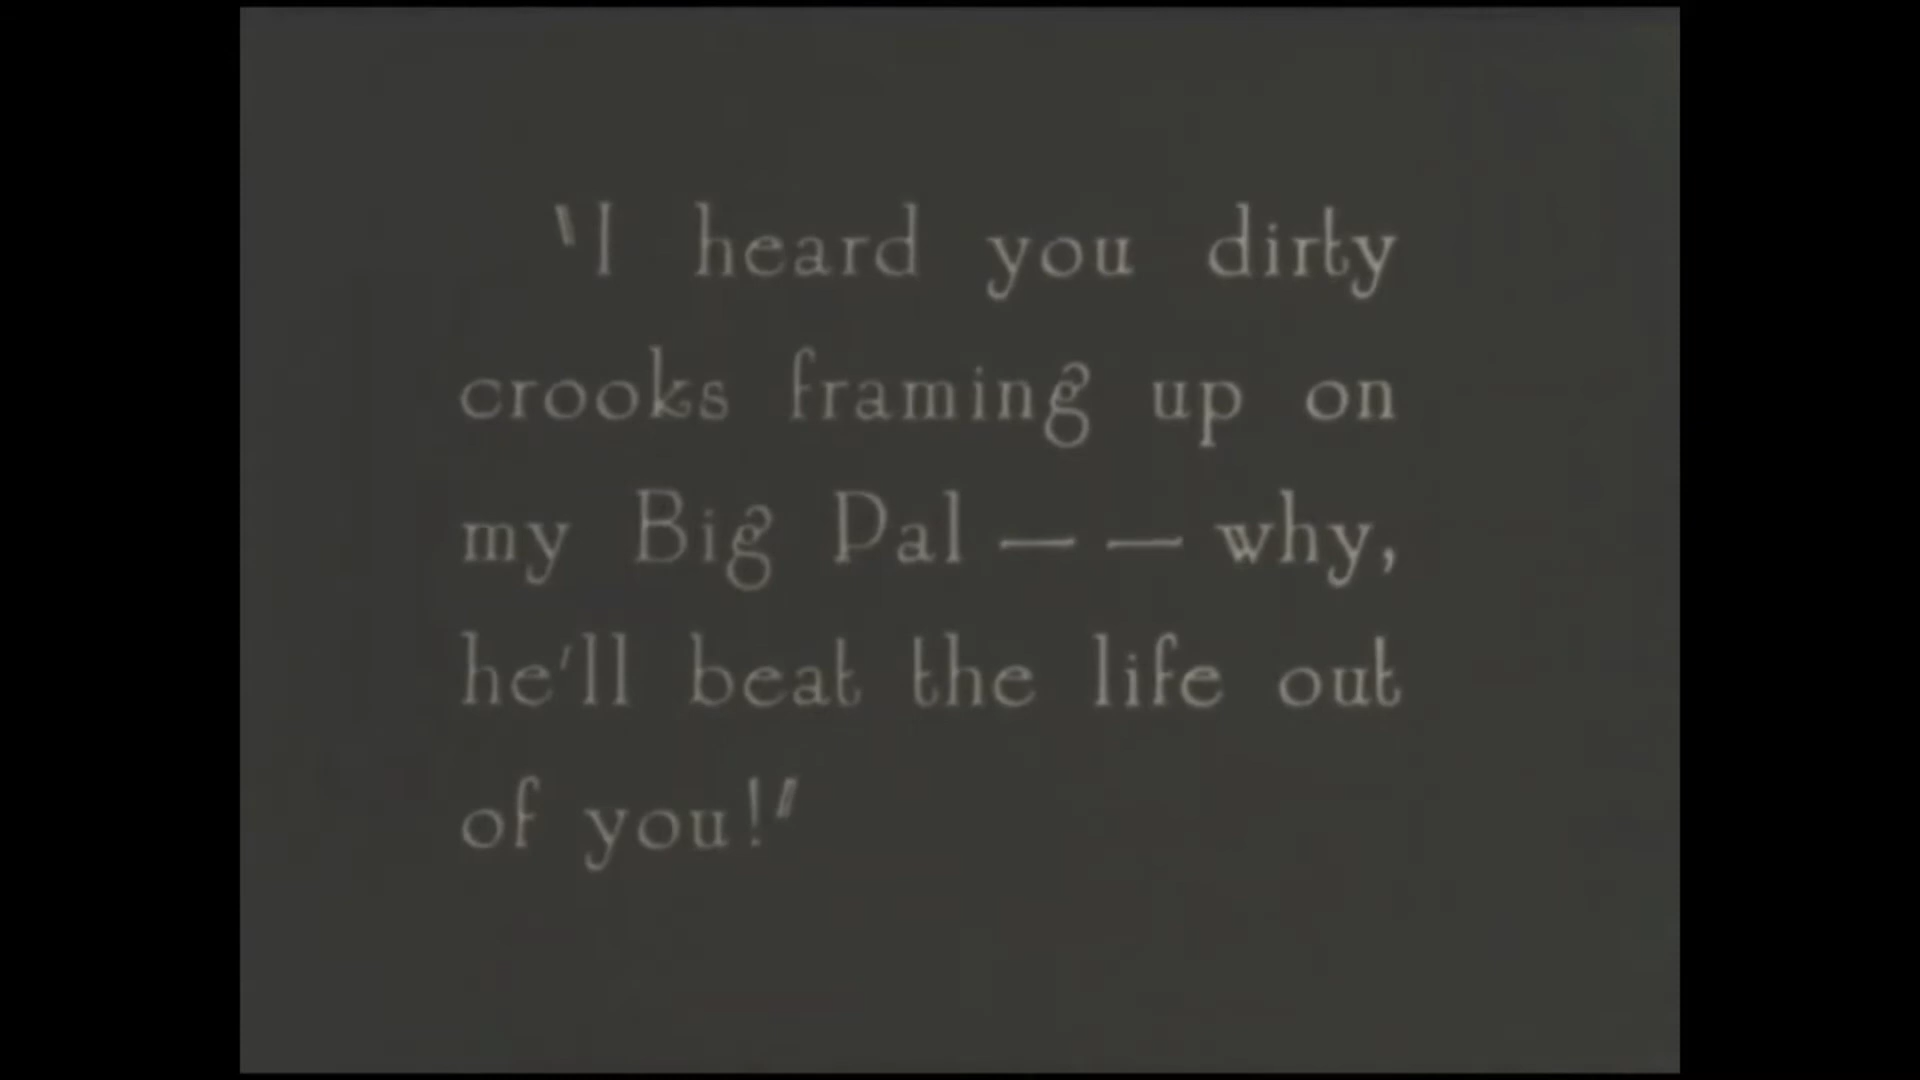 "I heard you dirty
crooks framing up on
my Big Pal — — why,
he'll beat the life out
of you!"